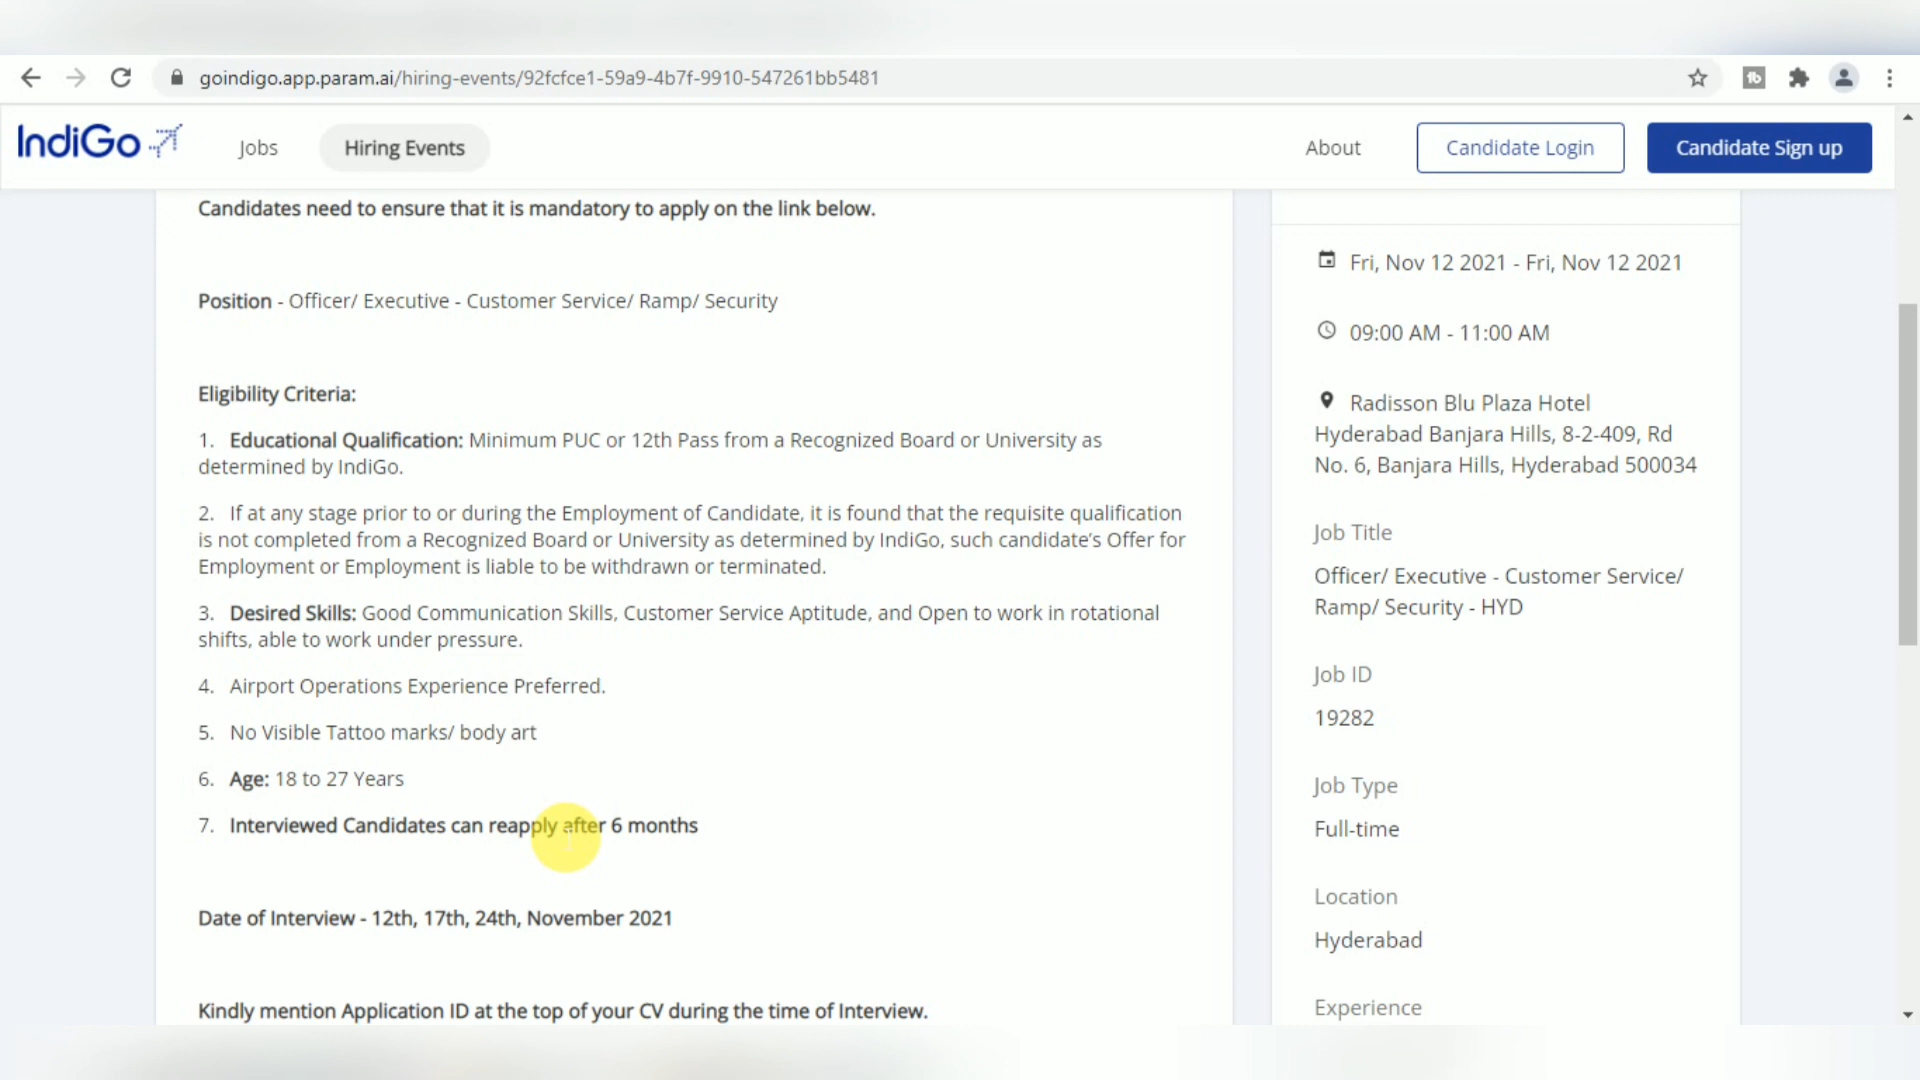 goindigo.app.param.ai/hiring-events/92fcfce1-59a9-4b7f-9910-547261bb5481
IndiGo
Jobs
Hiring Events
About
Candidate Login
Candidate Sign up
Candidates need to ensure that it is mandatory to apply on the link below.
Position - Officer/ Executive - Customer Service/ Ramp/ Security
Eligibility Criteria:
1. Educational Qualification: Minimum PUC or 12th Pass from a Recognized Board or University as
determined by IndiGo.
2. If at any stage prior to or during the Employment of Candidate, it is found that the requisite qualification
is not completed from a Recognized Board or University as determined by IndiGo, such candidate's Offer for
Employment or Employment is liable to be withdrawn or terminated.
3. Desired Skills: Good Communication Skills, Customer Service Aptitude, and Open to work in rotational
shifts, able to work under pressure.
4. Airport Operations Experience Preferred.
5. No Visible Tattoo marks/ body art
6. Age: 18 to 27 Years
7. Interviewed Candidates can reapply after 6 months
Date of Interview - 12th, 17th, 24th, November 2021
Kindly mention Application ID at the top of your CV during the time of Interview.
Fri, Nov 12 2021 - Fri, Nov 12 2021
09:00 AM - 11:00 AM
Radisson Blu Plaza Hotel
Hyderabad Banjara Hills, 8-2-409, Rd
No. 6, Banjara Hills, Hyderabad 500034
Job Title
Officer/ Executive - Customer Service/
Ramp/ Security - HYD
Job ID
19282
Job Type
Full-time
Location
Hyderabad
Experience